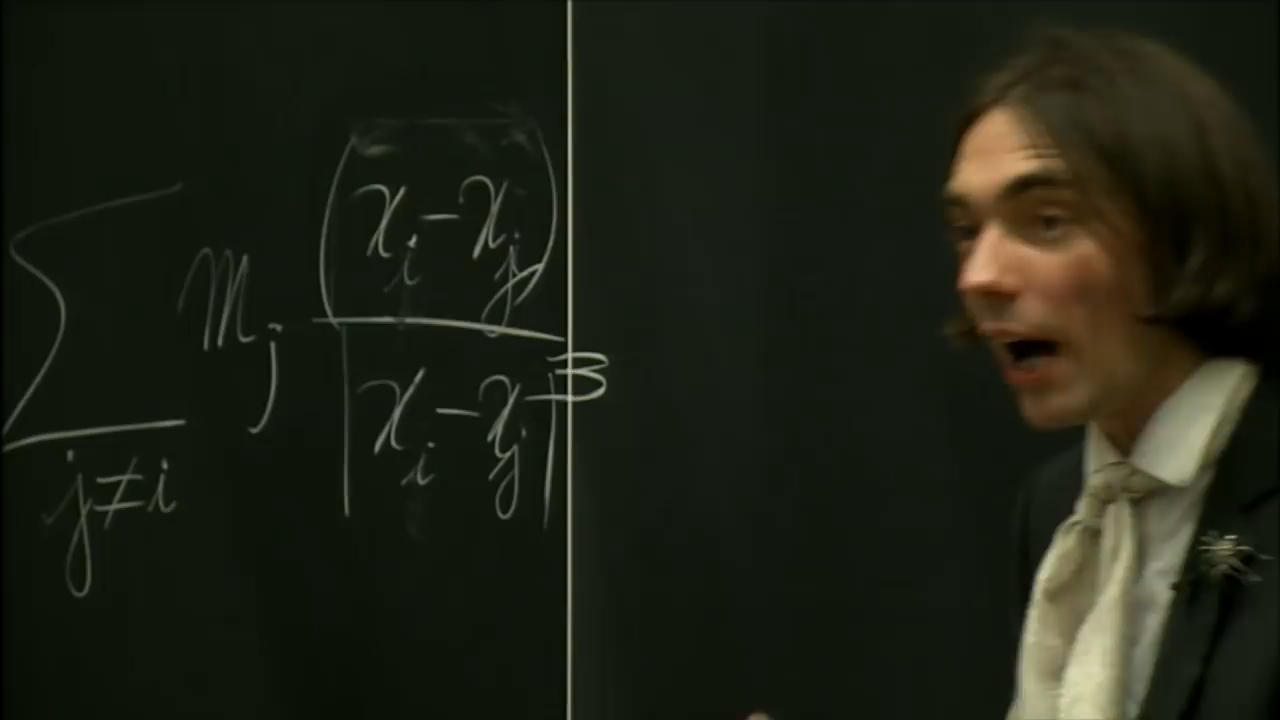 ∑_{j≠i} m_j (x_i - x_j) / |x_i - x_j|^3